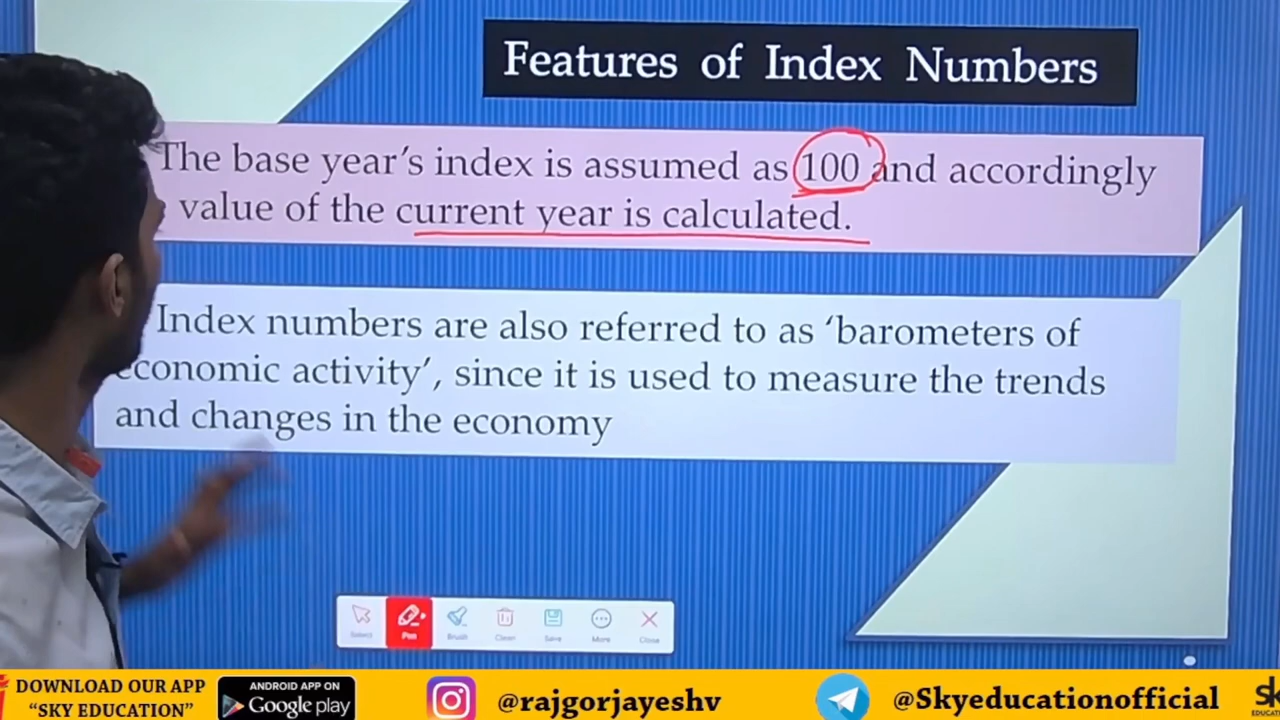 Features of Index Numbers
The base year's index is assumed as 100 and accordingly
value of the current year is calculated.
Index numbers are also referred to as ‘barometers of
economic activity’, since it is used to measure the trends
and changes in the economy
Select Pen Brush Clean Save More Close
DOWNLOAD OUR APP
“SKY EDUCATION”
ANDROID APP ON
Google play
@rajgorjayeshv
@Skyeducationofficial